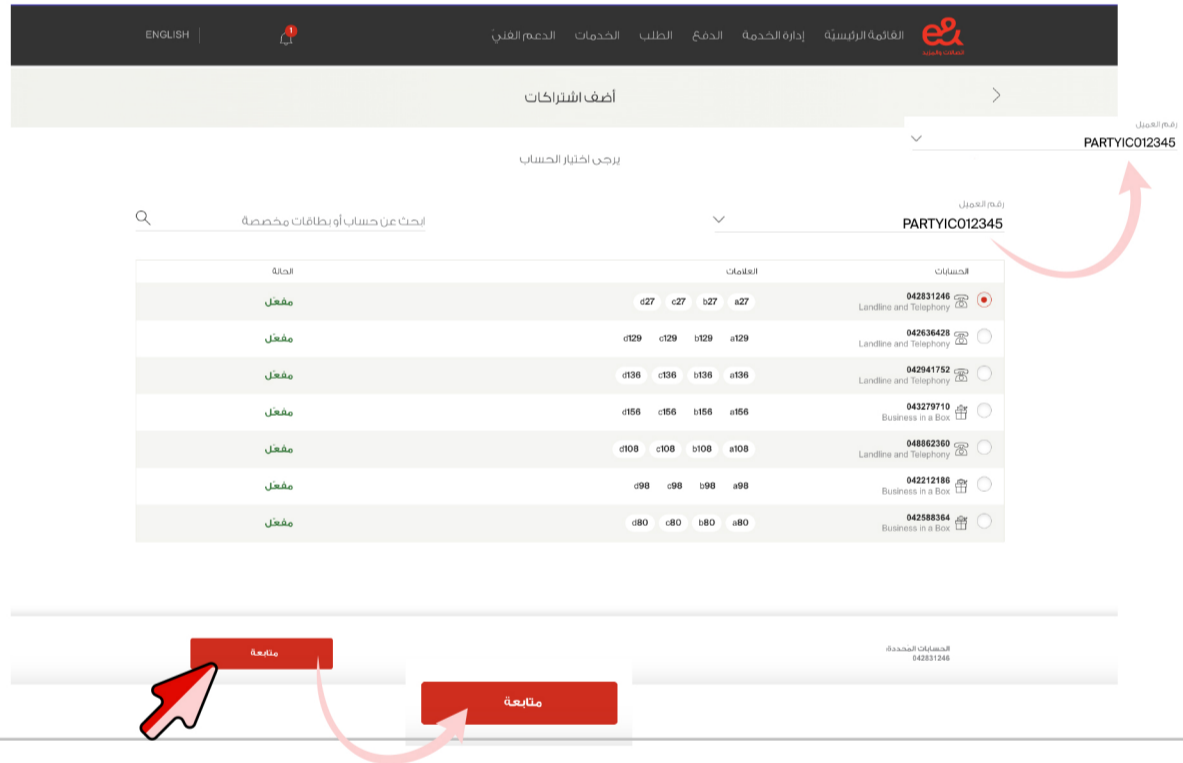 القائمة الرئيسيّة إدارة الخدمة الدفع الطلب الخدمات الدعم الفنيّ 1 ENGLISH
اتصالات والمزيد
أضف اشتراكات
رقم العميل
PARTYIC012345
يرجى اختيار الحساب
رقم العميل
PARTYIC012345
ابحث عن حساب أو بطاقات مخصصة
الحسابات العلامات الحالة
042831246 a27 b27 c27 d27 مفعّل
Landline and Telephony
042636428 a129 b129 c129 d129 مفعّل
Landline and Telephony
042941752 a136 b136 c136 d136 مفعّل
Landline and Telephony
043279710 a156 b156 c156 d156 مفعّل
Business in a Box
048862360 a108 b108 c108 d108 مفعّل
Landline and Telephony
042212186 a98 b98 c98 d98 مفعّل
Business in a Box
042588364 a80 b80 c80 d80 مفعّل
Business in a Box
الحسابات المحددة:
042831246
متابعة
متابعة